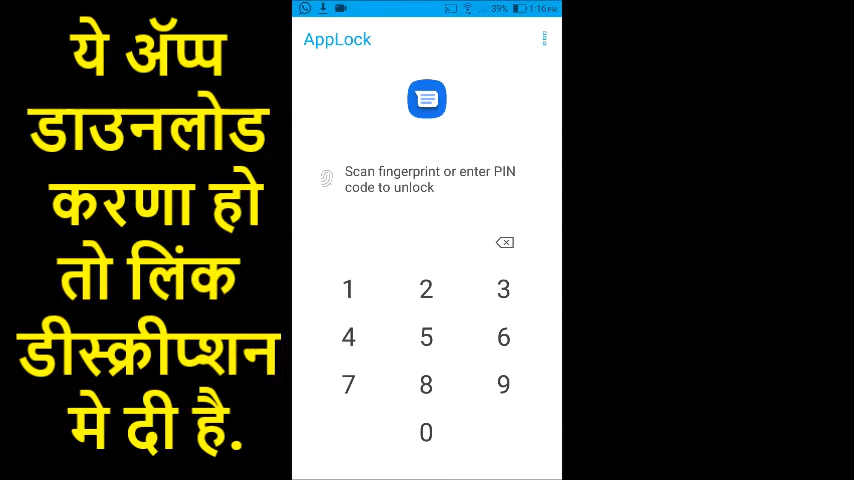 ये ॲप्प
डाउनलोड
करणा हो
तो लिंक
डीस्क्रीप्शन
मे दी है.
39% 1:16PM
AppLock
Scan fingerprint or enter PIN
code to unlock
1 2 3
4 5 6
7 8 9
0